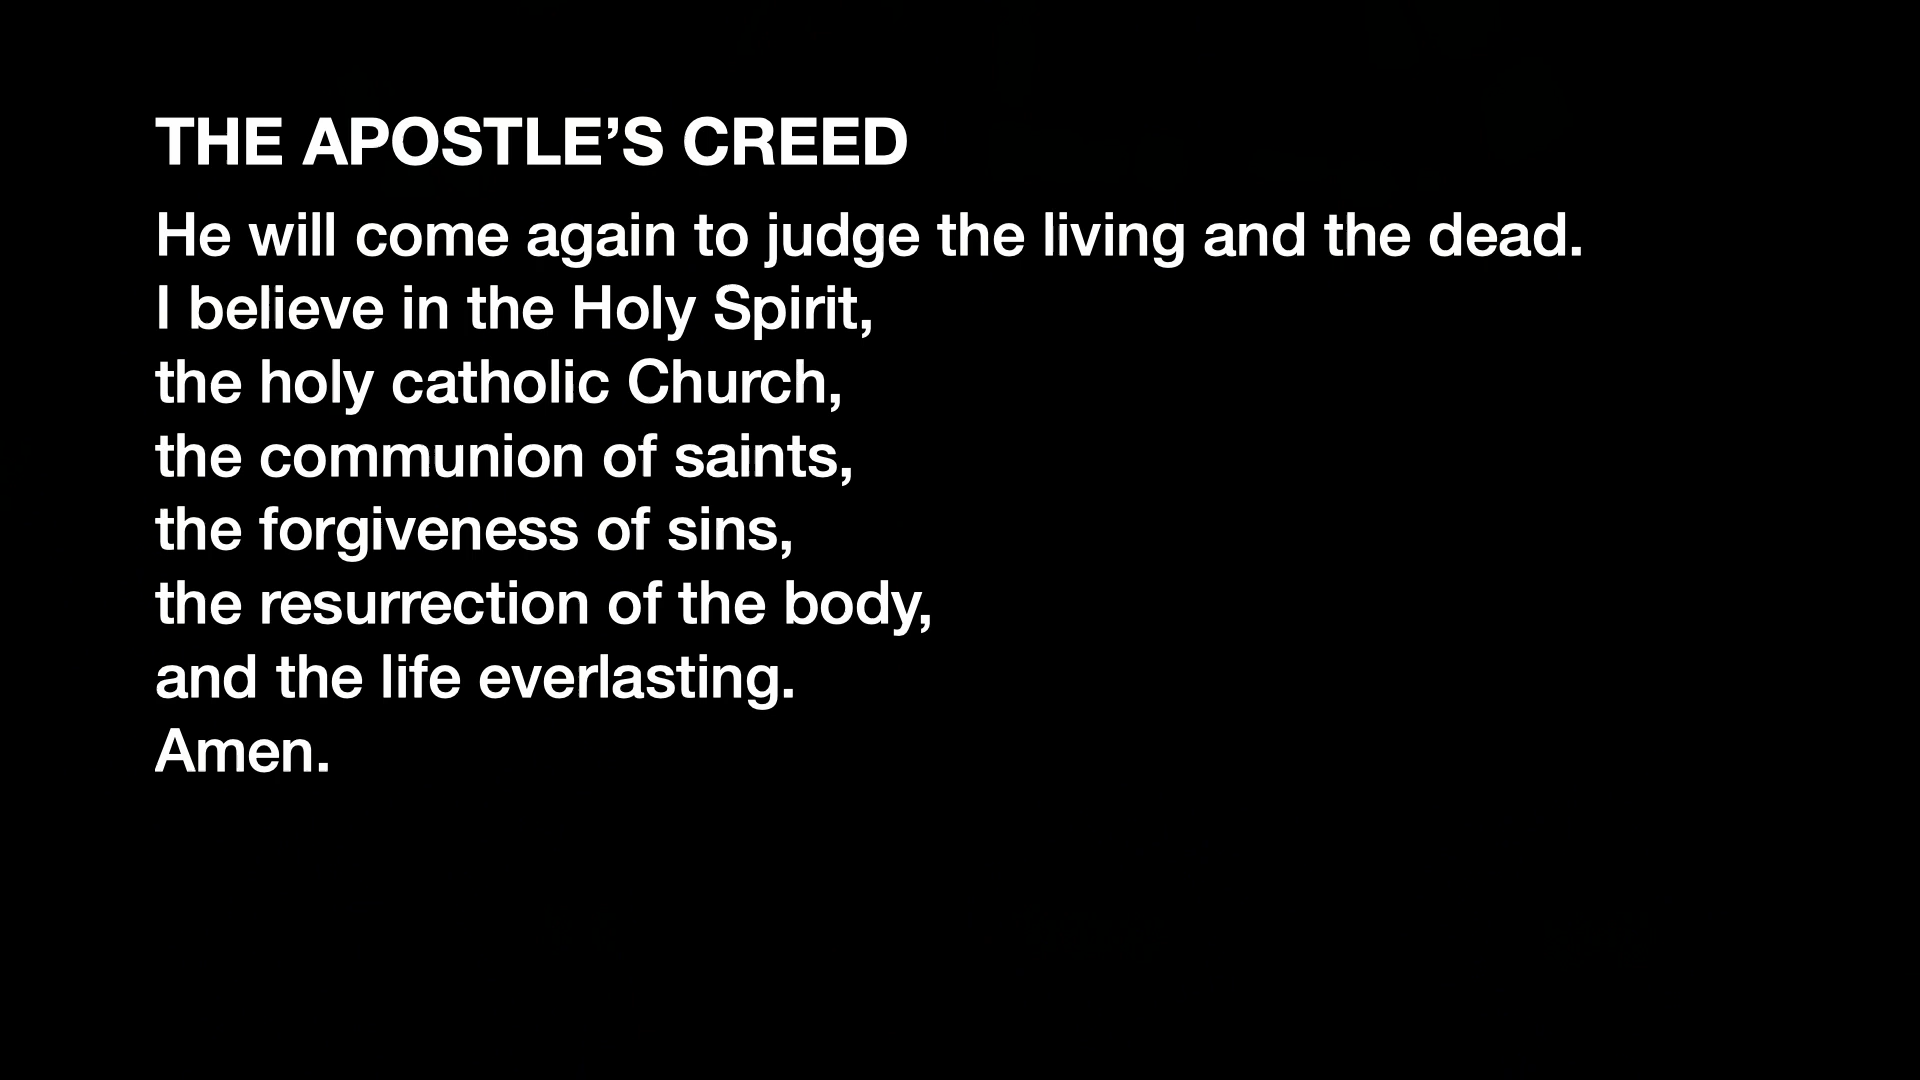 THE APOSTLE’S CREED
He will come again to judge the living and the dead.
I believe in the Holy Spirit,
the holy catholic Church,
the communion of saints,
the forgiveness of sins,
the resurrection of the body,
and the life everlasting.
Amen.